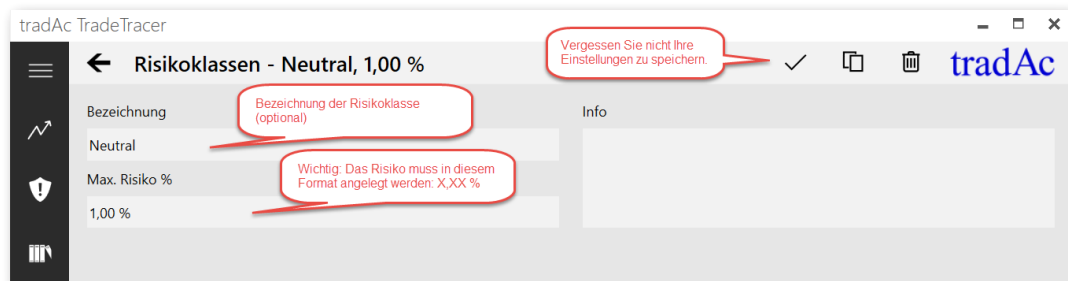 tradAc TradeTracer
Risikoklassen - Neutral, 1,00 %
Vergessen Sie nicht Ihre
Einstellungen zu speichern.
tradAc
Bezeichnung
Bezeichnung der Risikoklasse
(optional)
Info
Neutral
Max. Risiko %
Wichtig: Das Risiko muss in diesem
Format angelegt werden: X,XX %
1,00 %